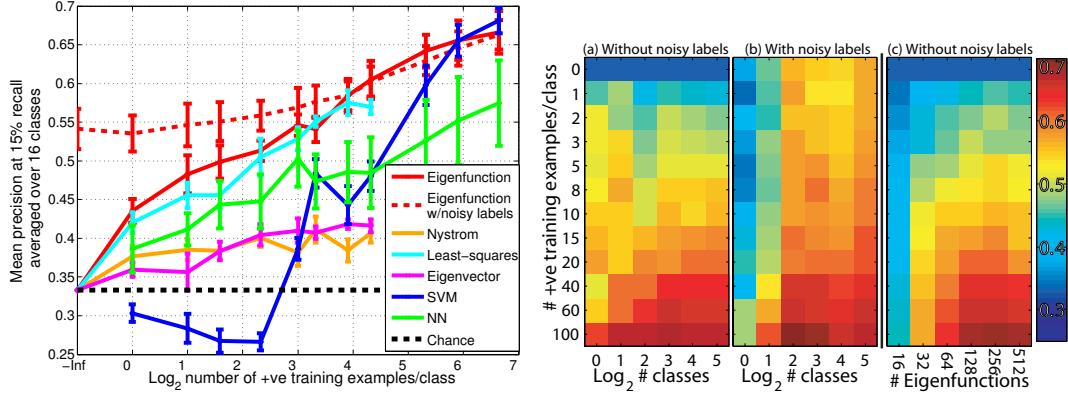 Mean precision at 15% recall
averaged over 16 classes
0.7
0.65
0.6
0.55
0.5
0.45
0.4
0.35
0.3
0.25
−Inf 0 1 2 3 4 5 6 7
Log2 number of +ve training examples/class
Eigenfunction
Eigenfunction
w/noisy labels
Nystrom
Least−squares
Eigenvector
SVM
NN
Chance
(a) Without noisy labels
(b) With noisy labels
(c) Without noisy labels
# +ve training examples/class
0
1
2
3
5
8
10
15
20
40
60
100
0 1 2 3 4 5
Log2 # classes
0 1 2 3 4 5
Log2 # classes
16 32 64 128 256 512
# Eigenfunctions
0.7
0.6
0.5
0.4
0.3